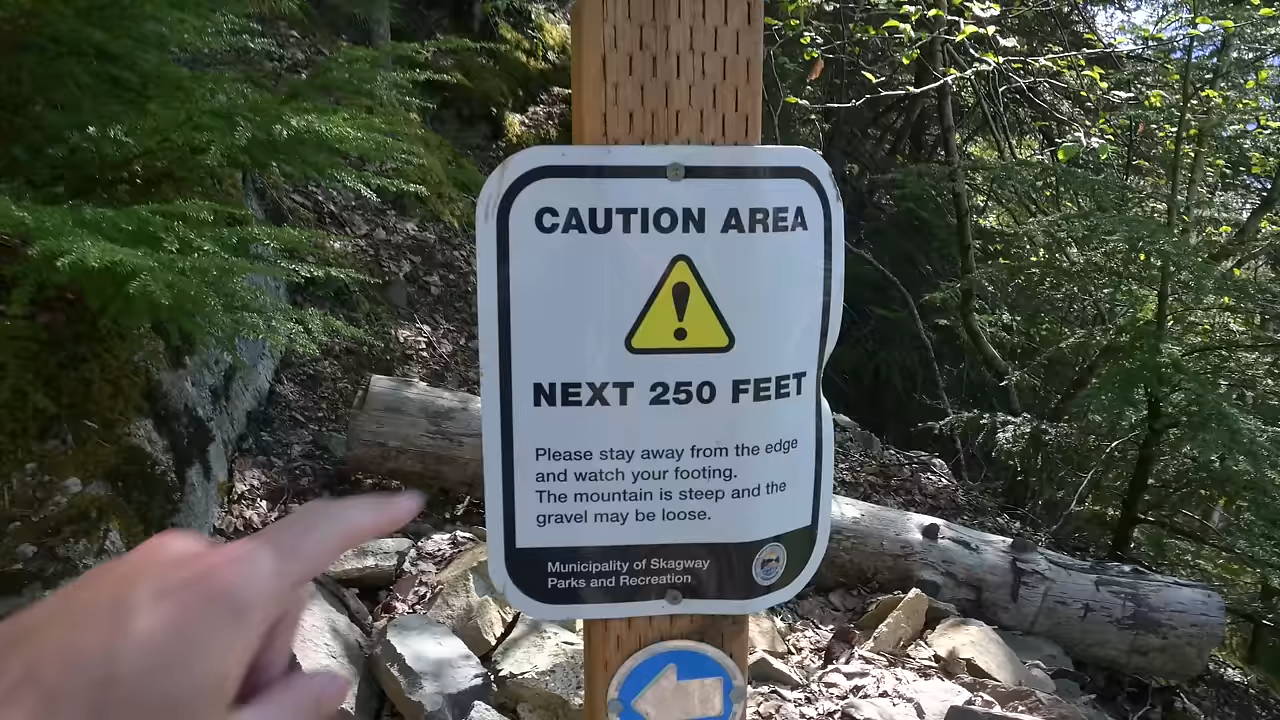 CAUTION AREA
NEXT 250 FEET
Please stay away from the edge
and watch your footing.
The mountain is steep and the
gravel may be loose.
Municipality of Skagway
Parks and Recreation